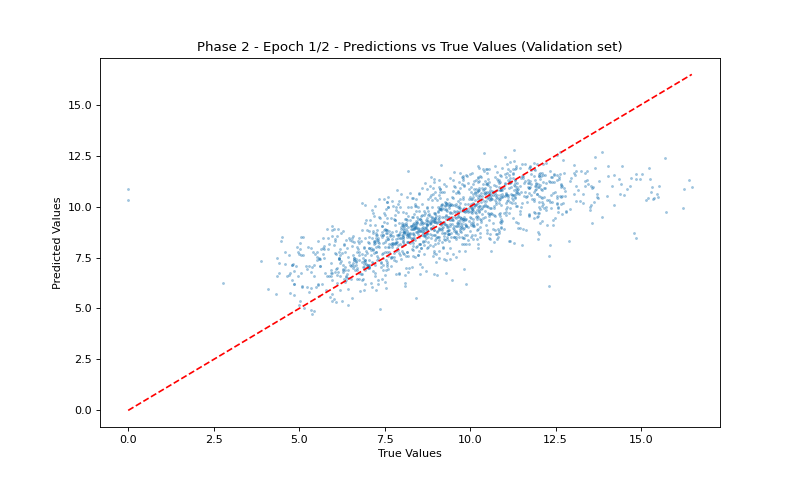 Phase 2 - Epoch 1/2 - Predictions vs True Values (Validation set)
Predicted Values
15.0
12.5
10.0
7.5
5.0
2.5
0.0
0.0 2.5 5.0 7.5 10.0 12.5 15.0
True Values